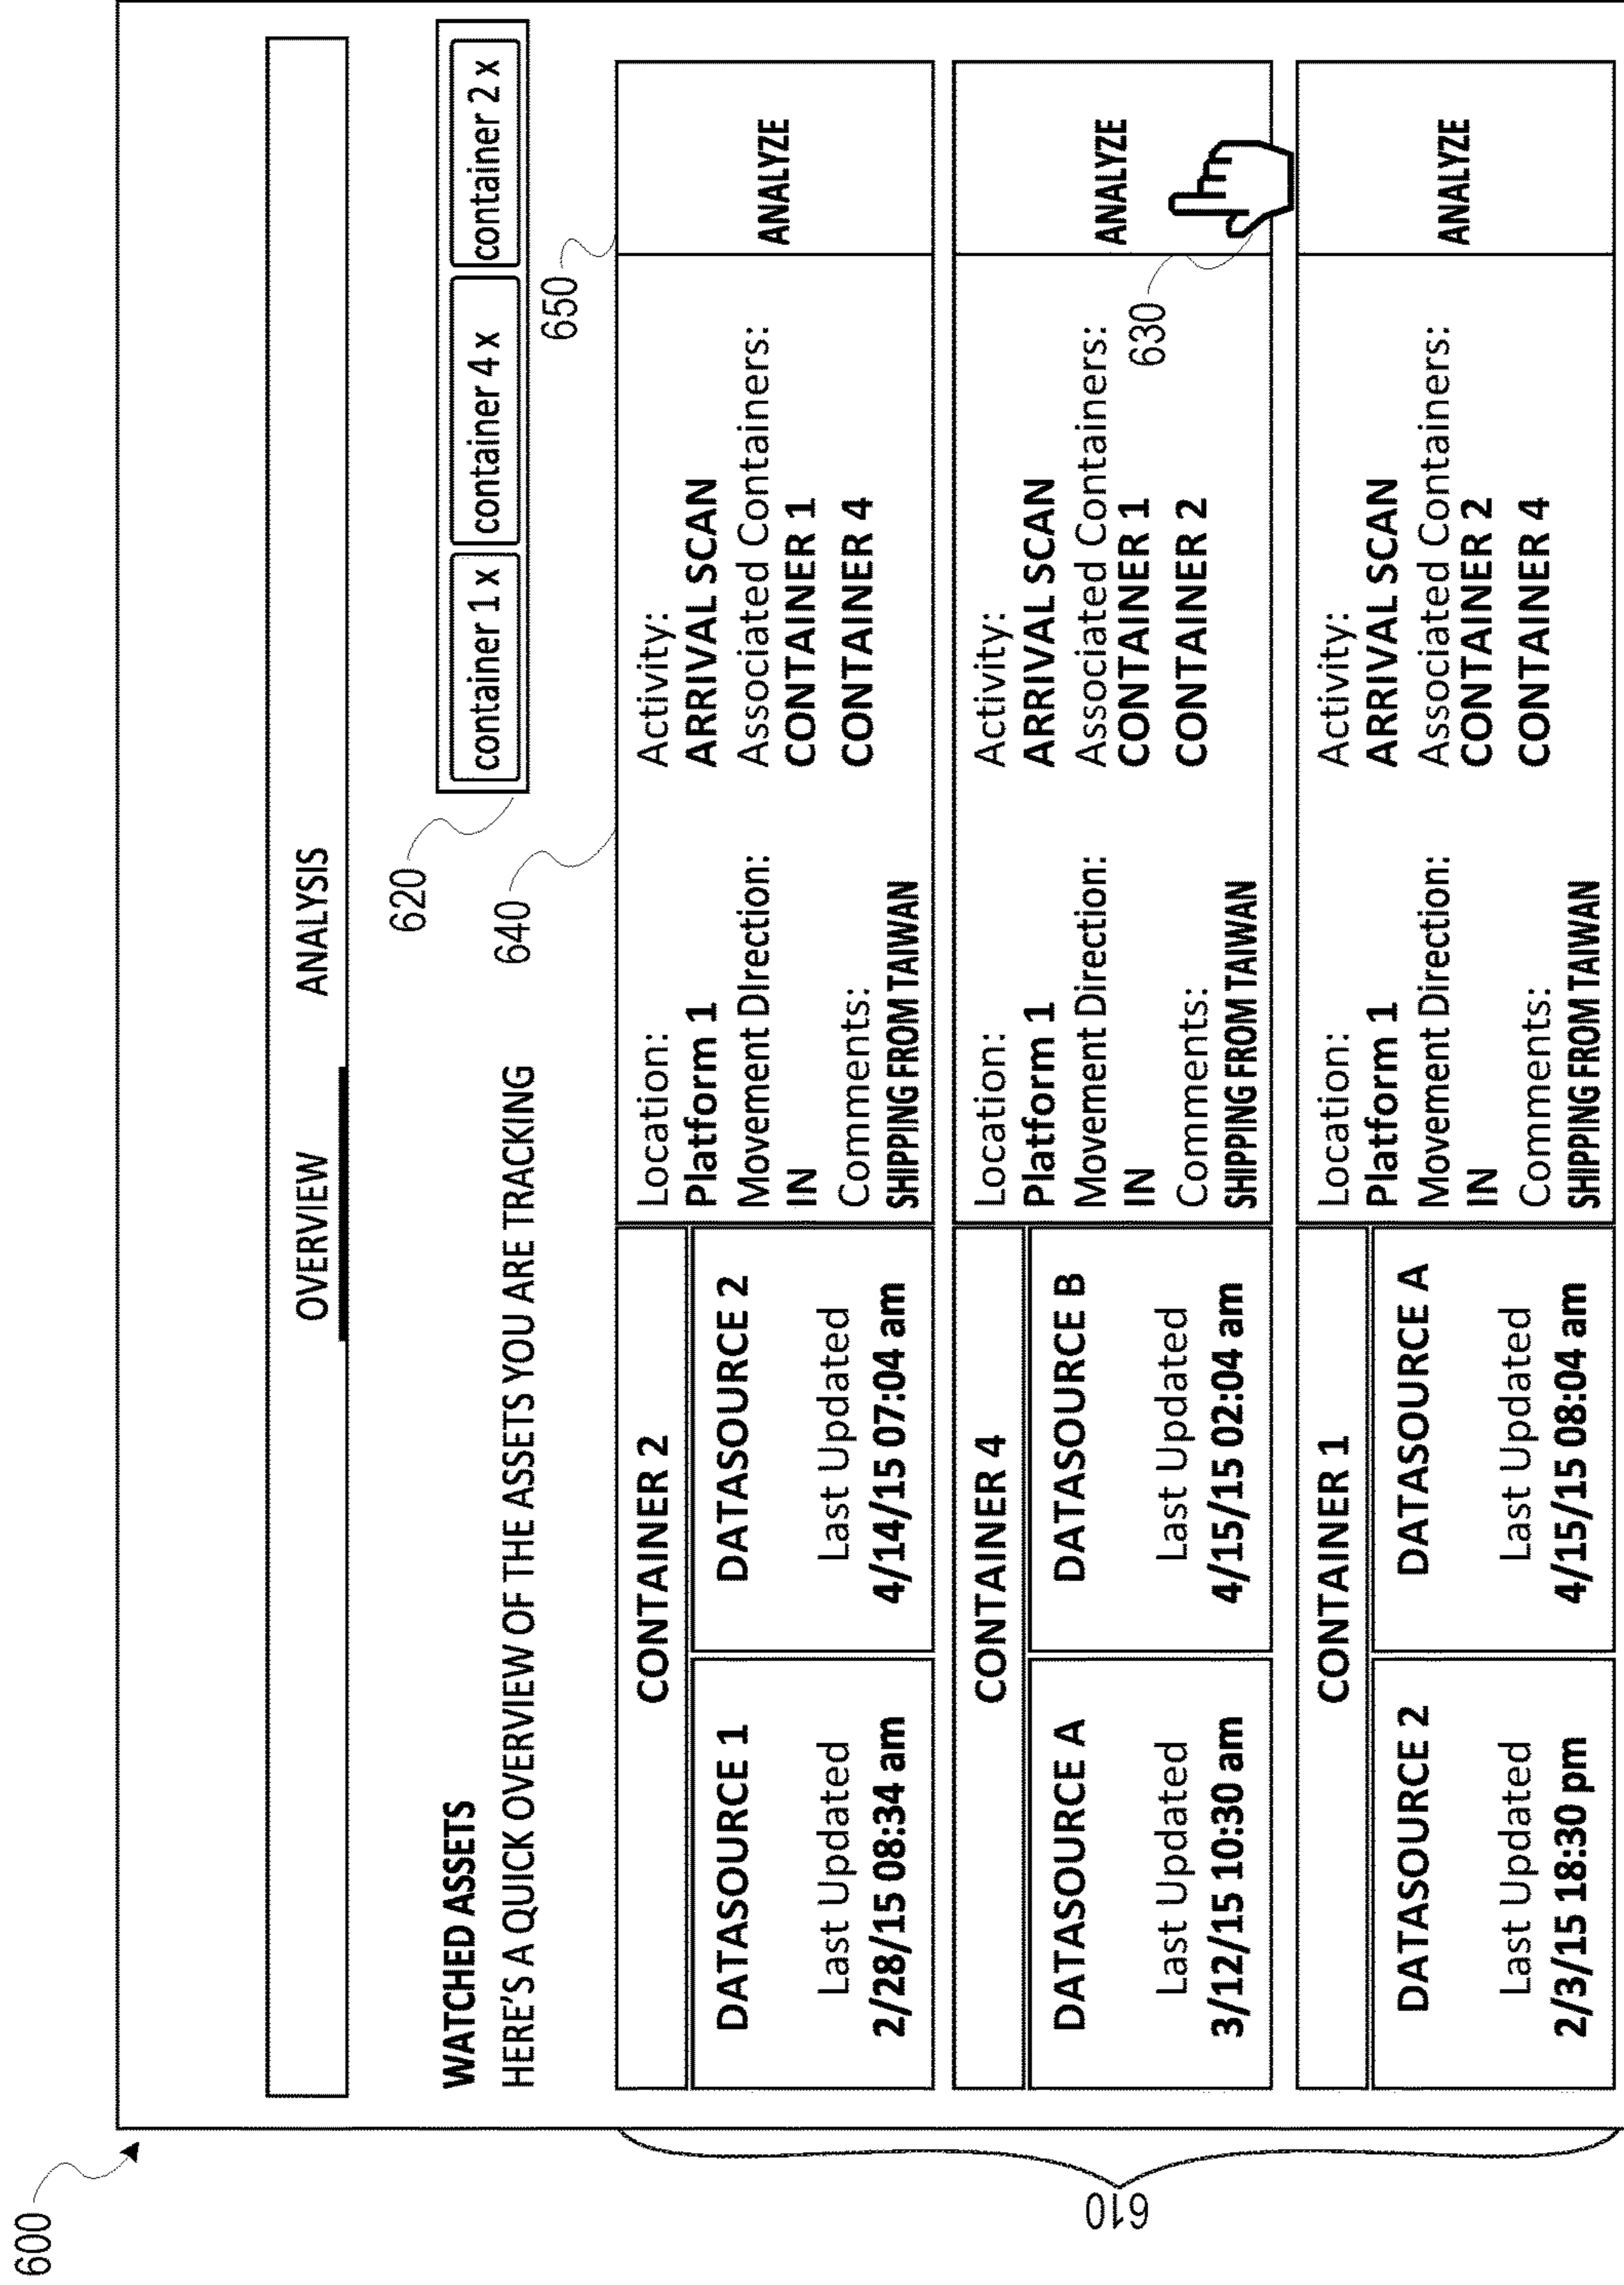 600
OVERVIEW ANALYSIS
WATCHED ASSETS
HERE'S A QUICK OVERVIEW OF THE ASSETS YOU ARE TRACKING
620
container 1 x container 4 x container 2 x
640
650
610
CONTAINER 2
DATASOURCE 1
Last Updated
2/28/15 08:34 am
DATASOURCE 2
Last Updated
4/14/15 07:04 am
Location:
Platform 1
Movement DIrection:
IN
Comments:
SHIPPING FROM TAIWAN
Activity:
ARRIVAL SCAN
Associated Containers:
CONTAINER 1
CONTAINER 4
ANALYZE
CONTAINER 4
DATASOURCE A
Last Updated
3/12/15 10:30 am
DATASOURCE B
Last Updated
4/15/15 02:04 am
Location:
Platform 1
Movement Direction:
IN
Comments:
SHIPPING FROM TAIWAN
Activity:
ARRIVAL SCAN
Associated Containers:
CONTAINER 1
CONTAINER 2
ANALYZE
630
CONTAINER 1
DATASOURCE 2
Last Updated
2/3/15 18:30 pm
DATASOURCE A
Last Updated
4/15/15 08:04 am
Location:
Platform 1
Movement Direction:
IN
Comments:
SHIPPING FROM TAIWAN
Activity:
ARRIVAL SCAN
Associated Containers:
CONTAINER 2
CONTAINER 4
ANALYZE